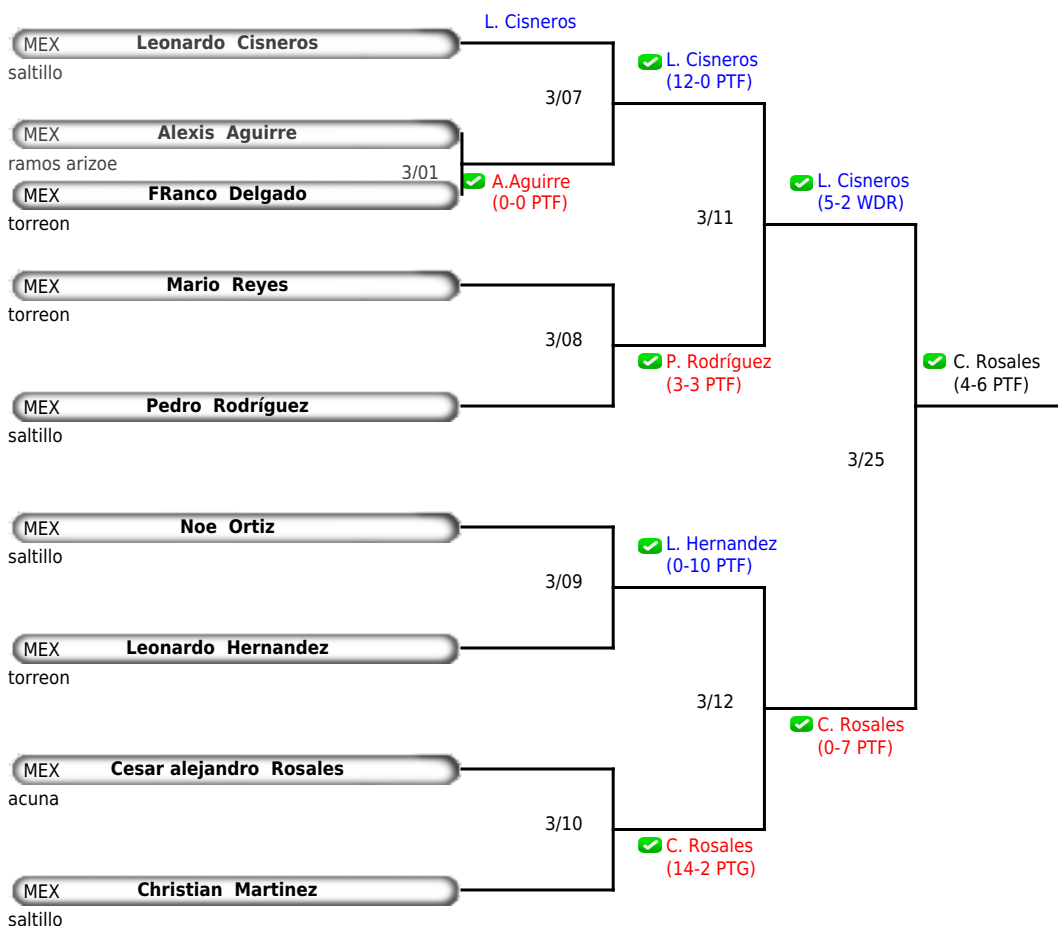 L. Cisneros
MEX Leonardo Cisneros
saltillo
L. Cisneros
(12-0 PTF)
3/07
MEX Alexis Aguirre
ramos arizoe
3/01
A.Aguirre
(0-0 PTF)
MEX FRanco Delgado
torreon
L. Cisneros
(5-2 WDR)
3/11
MEX Mario Reyes
torreon
3/08
P. Rodríguez
(3-3 PTF)
C. Rosales
(4-6 PTF)
MEX Pedro Rodríguez
saltillo
3/25
MEX Noe Ortiz
saltillo
L. Hernandez
(0-10 PTF)
3/09
MEX Leonardo Hernandez
torreon
3/12
C. Rosales
(0-7 PTF)
MEX Cesar alejandro Rosales
acuna
3/10
C. Rosales
(14-2 PTG)
MEX Christian Martinez
saltillo